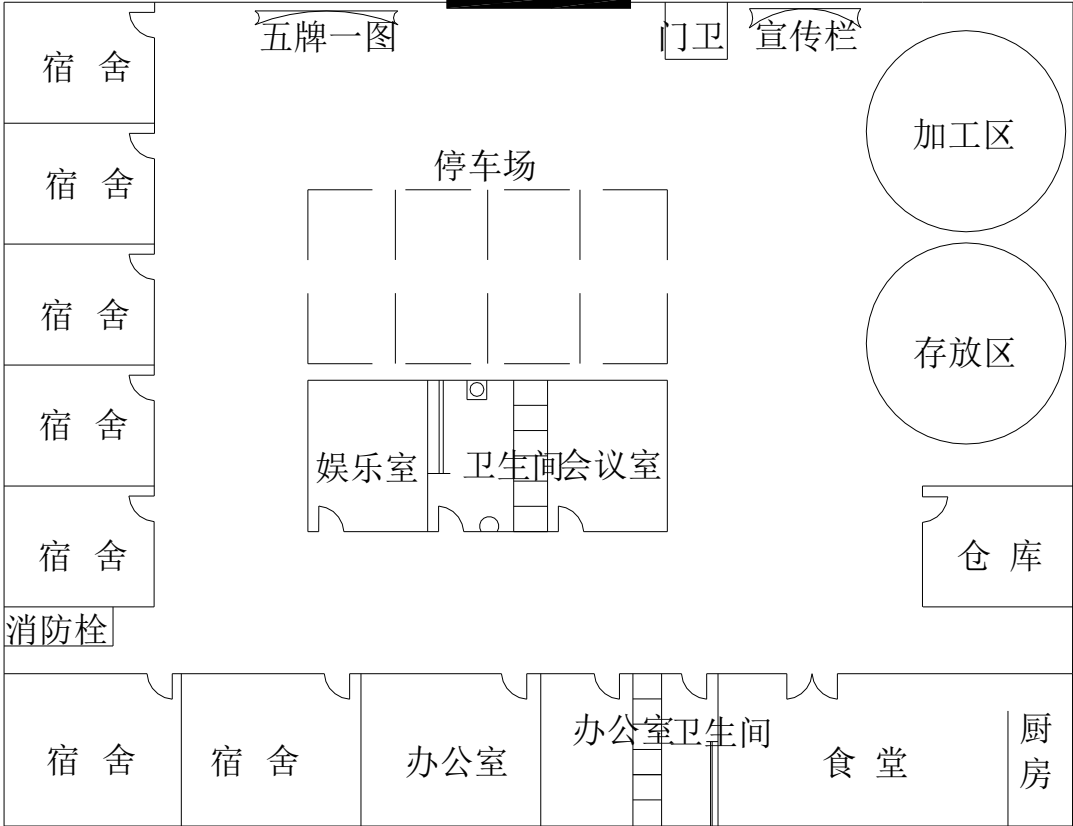 五牌一图
门卫
宣传栏
宿 舍
加工区
停车场
宿 舍
宿 舍
存放区
宿 舍
娱乐室
卫生间
会议室
宿 舍
仓 库
消防栓
宿 舍
宿 舍
办公室
办公室
卫生间
食 堂
厨
房